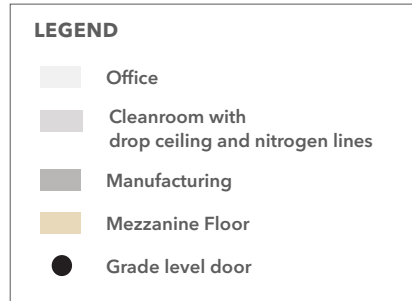 LEGEND
Office
Cleanroom with
drop ceiling and nitrogen lines
Manufacturing
Mezzanine Floor
Grade level door